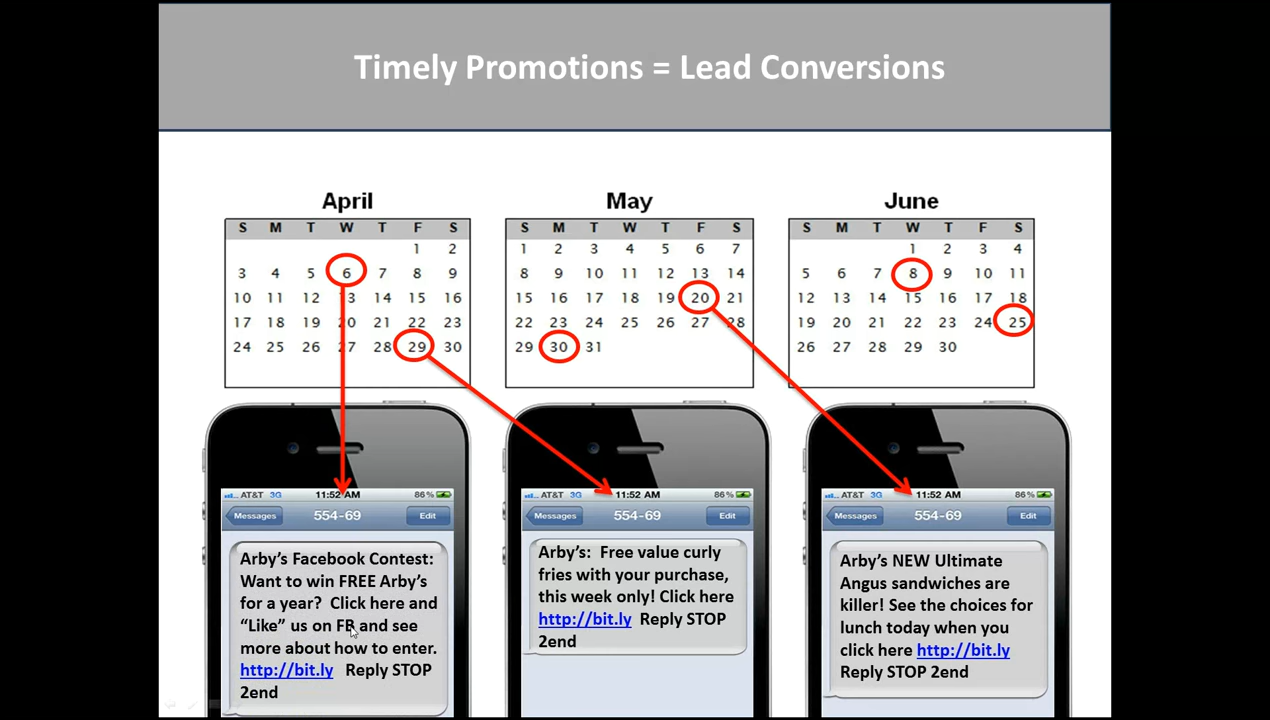 Timely Promotions = Lead Conversions
April
S M T W T F S
1 2
3 4 5 6 7 8 9
10 11 12 13 14 15 16
17 18 19 20 21 22 23
24 25 26 27 28 29 30
May
S M T W T F S
1 2 3 4 5 6 7
8 9 10 11 12 13 14
15 16 17 18 19 20 21
22 23 24 25 26 27 28
29 30 31
June
S M T W T F S
1 2 3 4
5 6 7 8 9 10 11
12 13 14 15 16 17 18
19 20 21 22 23 24 25
26 27 28 29 30
AT&T 3G 11:52 AM 86%
Messages 554-69 Edit
Arby's Facebook Contest:
Want to win FREE Arby's
for a year? Click here and
“Like” us on FB and see
more about how to enter.
http://bit.ly Reply STOP
2end
AT&T 3G 11:52 AM 86%
Messages 554-69 Edit
Arby's: Free value curly
fries with your purchase,
this week only! Click here
http://bit.ly Reply STOP
2end
AT&T 3G 11:52 AM 86%
Messages 554-69 Edit
Arby's NEW Ultimate
Angus sandwiches are
killer! See the choices for
lunch today when you
click here http://bit.ly
Reply STOP 2end